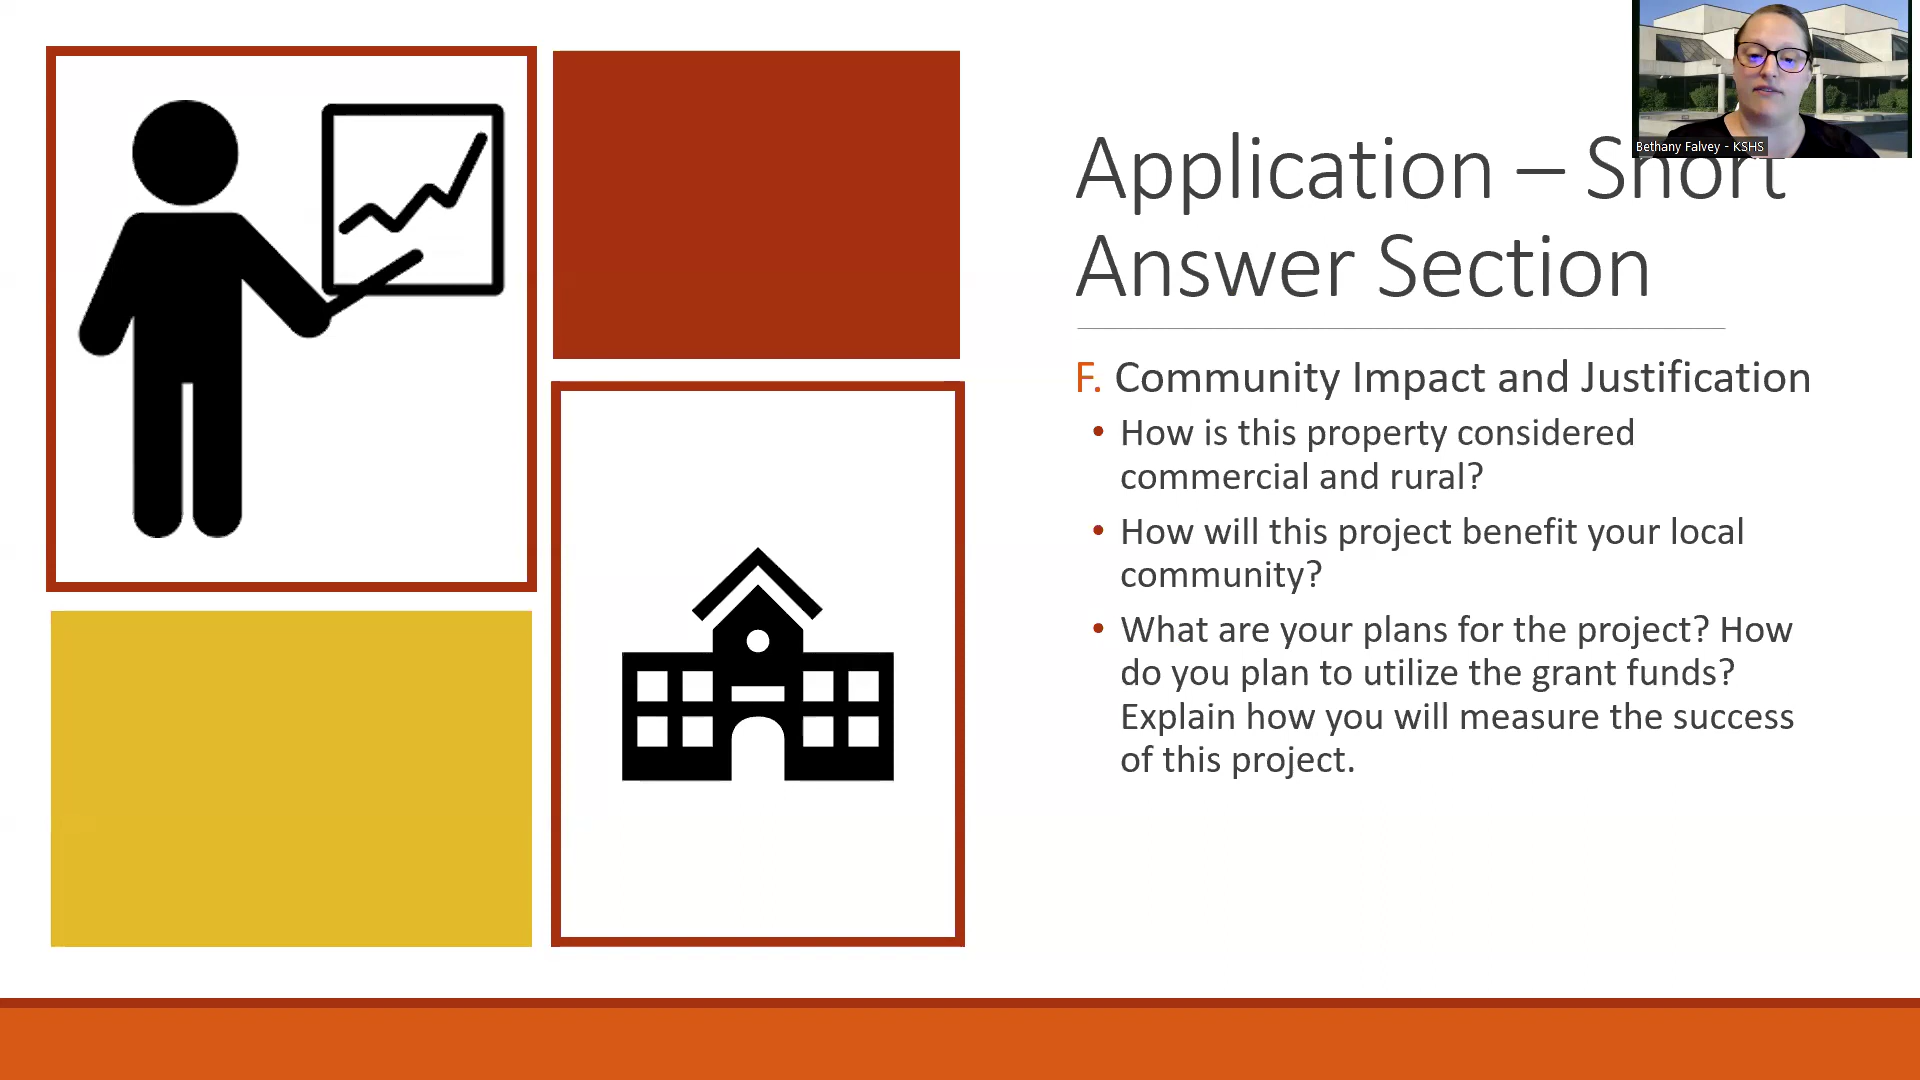 Bethany Falvey - KSHS
Application – Short
Answer Section
F. Community Impact and Justification
• How is this property considered
commercial and rural?
• How will this project benefit your local
community?
• What are your plans for the project? How
do you plan to utilize the grant funds?
Explain how you will measure the success
of this project.